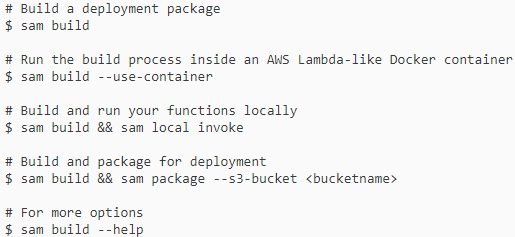 # Build a deployment package
$ sam build
# Run the build process inside an AWS Lambda-like Docker container
$ sam build --use-container
# Build and run your functions locally
$ sam build && sam local invoke
# Build and package for deployment
$ sam build && sam package --s3-bucket <bucketname>
# For more options
$ sam build --help